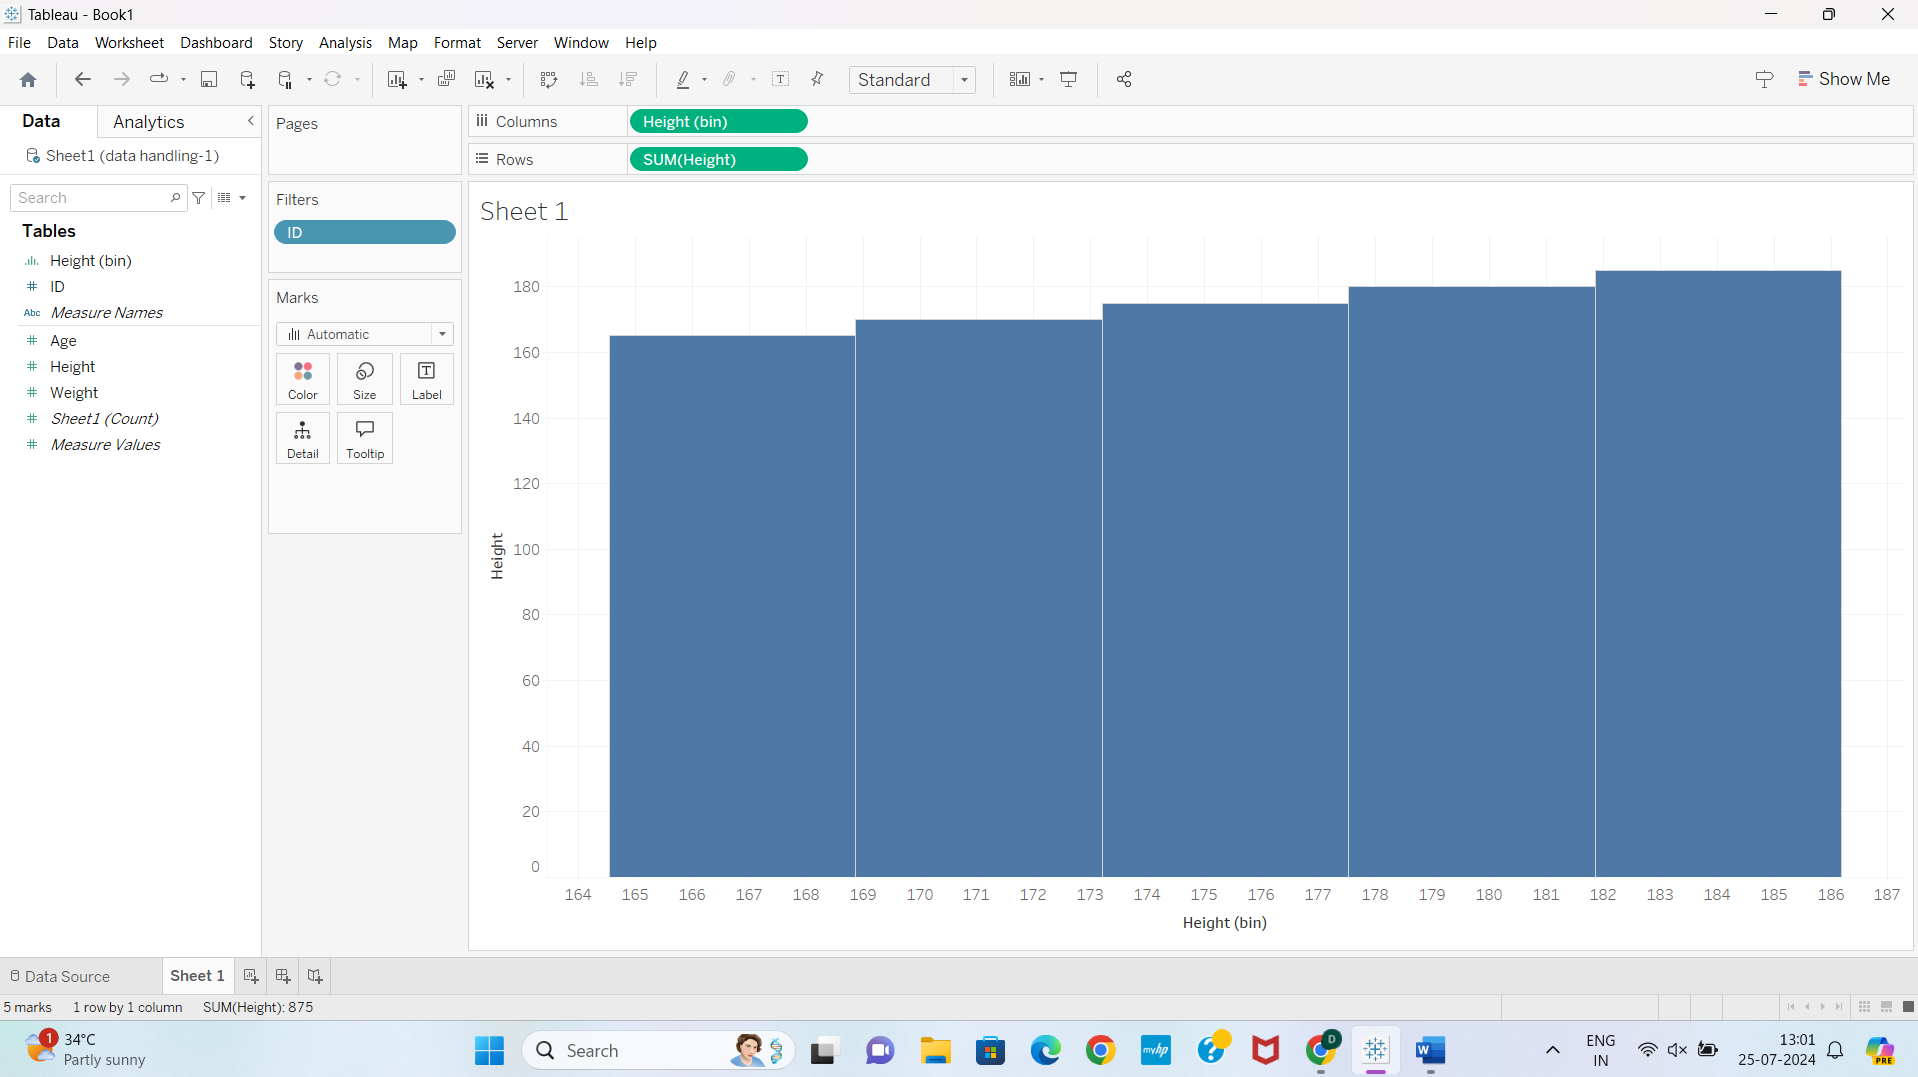 Tableau - Book1
File Data Worksheet Dashboard Story Analysis Map Format Server Window Help
Standard
Show Me
Data Analytics
Sheet1 (data handling-1)
Search
Tables
Height (bin)
ID
Abc Measure Names
Age
Height
Weight
Sheet1 (Count)
Measure Values
Pages
Filters
ID
Marks
Automatic
Color Size Label
Detail Tooltip
Columns Height (bin)
Rows SUM(Height)
Sheet 1
180
160
140
120
100
80
60
40
20
0
Height
164 165 166 167 168 169 170 171 172 173 174 175 176 177 178 179 180 181 182 183 184 185 186 187
Height (bin)
Data Source Sheet 1
5 marks 1 row by 1 column SUM(Height): 875
1
34°C
Partly sunny
Search
myhp
D
W
ENG
IN
13:01
25-07-2024
PRE